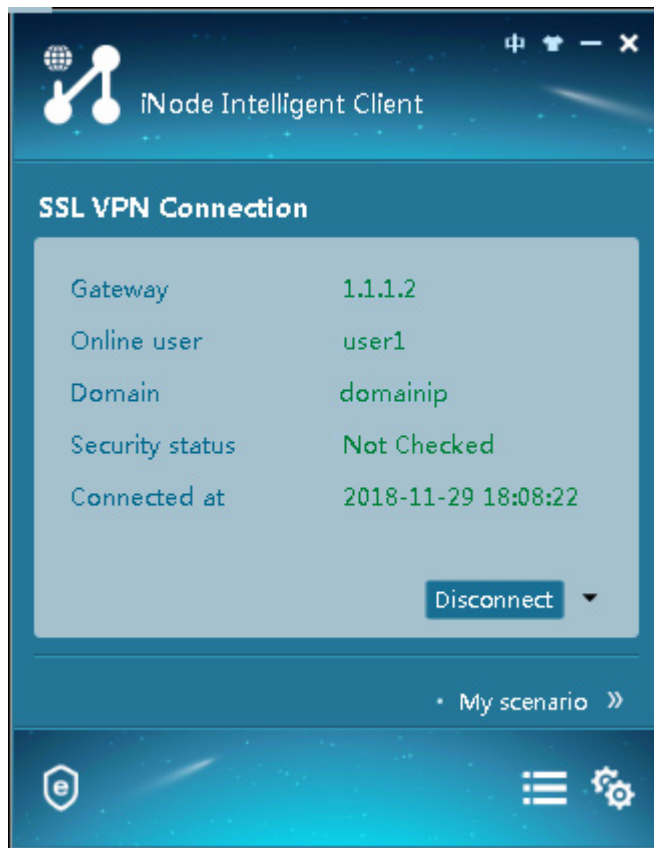 中
iNode Intelligent Client
SSL VPN Connection
Gateway 1.1.1.2
Online user user1
Domain domainip
Security status Not Checked
Connected at 2018-11-29 18:08:22
Disconnect
• My scenario »
e